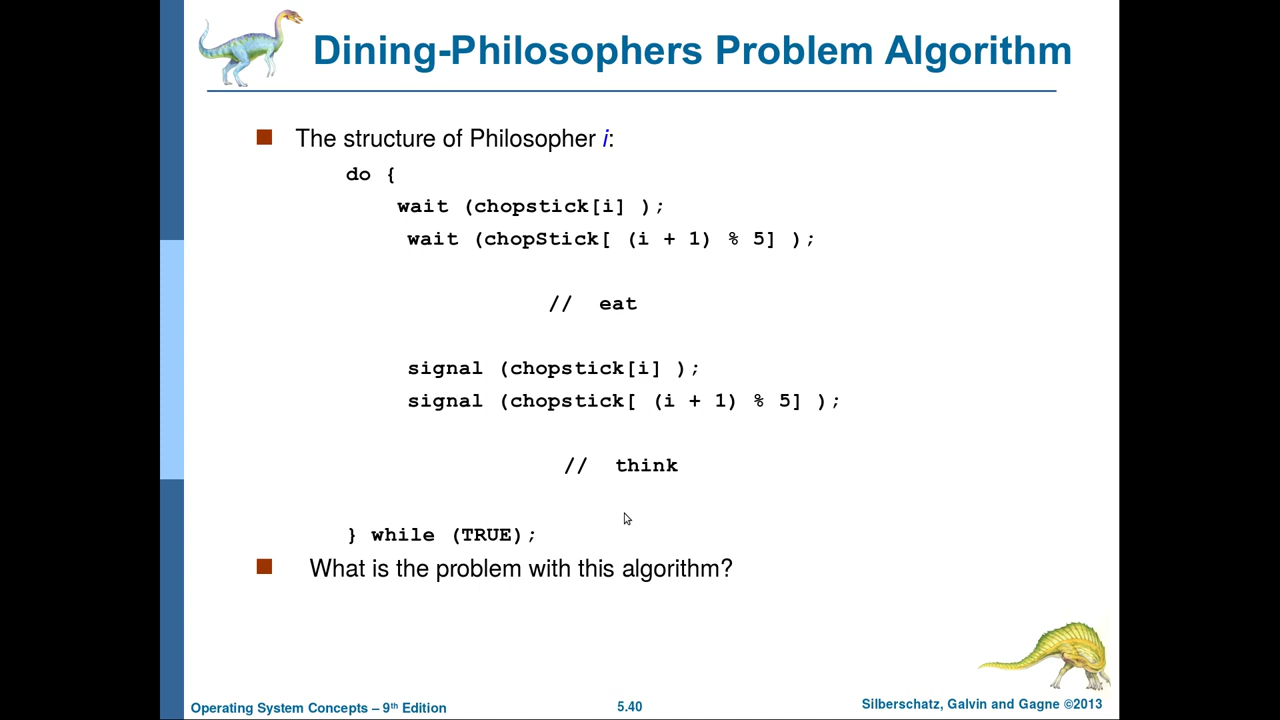 Dining-Philosophers Problem Algorithm
The structure of Philosopher i:
do {
wait (chopstick[i] );
wait (chopStick[ (i + 1) % 5] );
// eat
signal (chopstick[i] );
signal (chopstick[ (i + 1) % 5] );
// think
} while (TRUE);
What is the problem with this algorithm?
Operating System Concepts – 9th Edition
5.40
Silberschatz, Galvin and Gagne ©2013